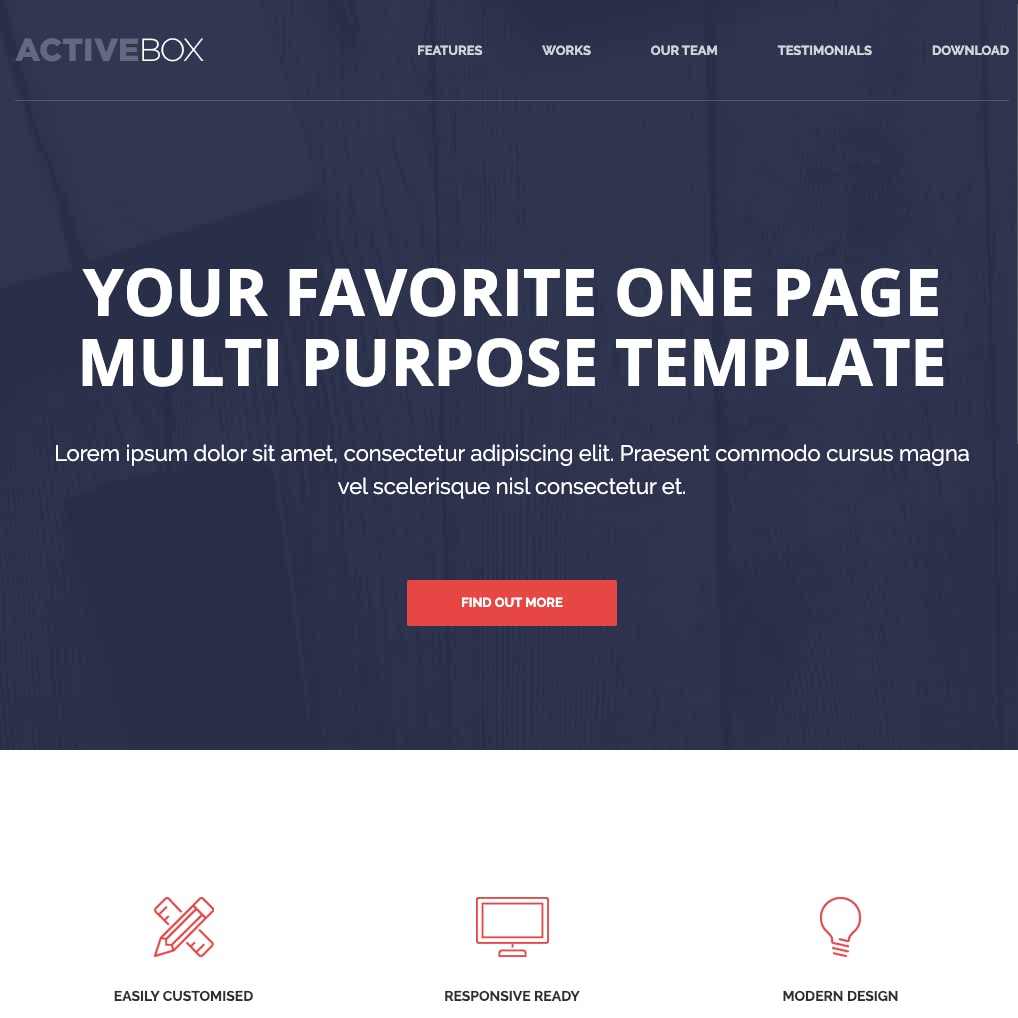 ACTIVEBOX
FEATURES WORKS OUR TEAM TESTIMONIALS DOWNLOAD
YOUR FAVORITE ONE PAGE
MULTI PURPOSE TEMPLATE
Lorem ipsum dolor sit amet, consectetur adipiscing elit. Praesent commodo cursus magna
vel scelerisque nisl consectetur et.
FIND OUT MORE
EASILY CUSTOMISED RESPONSIVE READY MODERN DESIGN